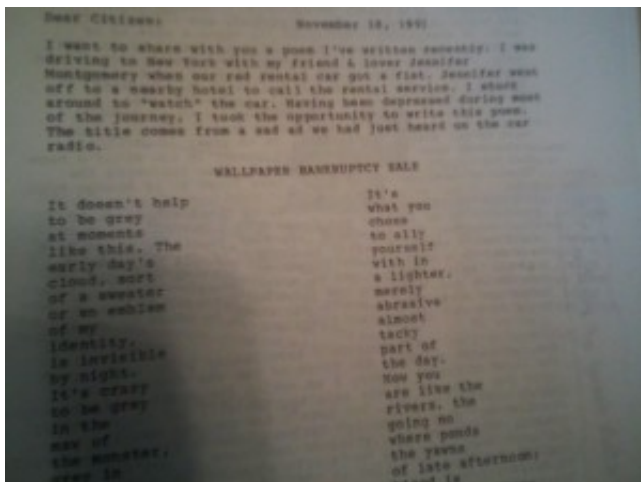 Dear Citizen:
November 18, 1991
I want to share with you a poem I've written recently. I was
driving to New York with my friend & lover Jennifer
Montgomery when our red rental car got a flat. Jennifer went
off to a nearby hotel to call the rental service. I stuck
around to "watch" the car. Having been depressed during most
of the journey, I took the opportunity to write this poem.
The title comes from a sad ad we had just heard on the car
radio.
WALLPAPER BANKRUPTCY SALE
It doesn't help
to be grey
at moments
like this. The
early day's
cloud, sort
of a sweater
or an emblem
of my
identity,
is invisible
by night.
It's crazy
to be grey
in the
maw of
the monster,
grey in
It's
what you
chose
to ally
yourself
with in
a lighter,
merely
abrasive
almost
tacky
part of
the day.
Now you
are like the
rivers, the
going no
where ponds
the yawns
of late afternoon;